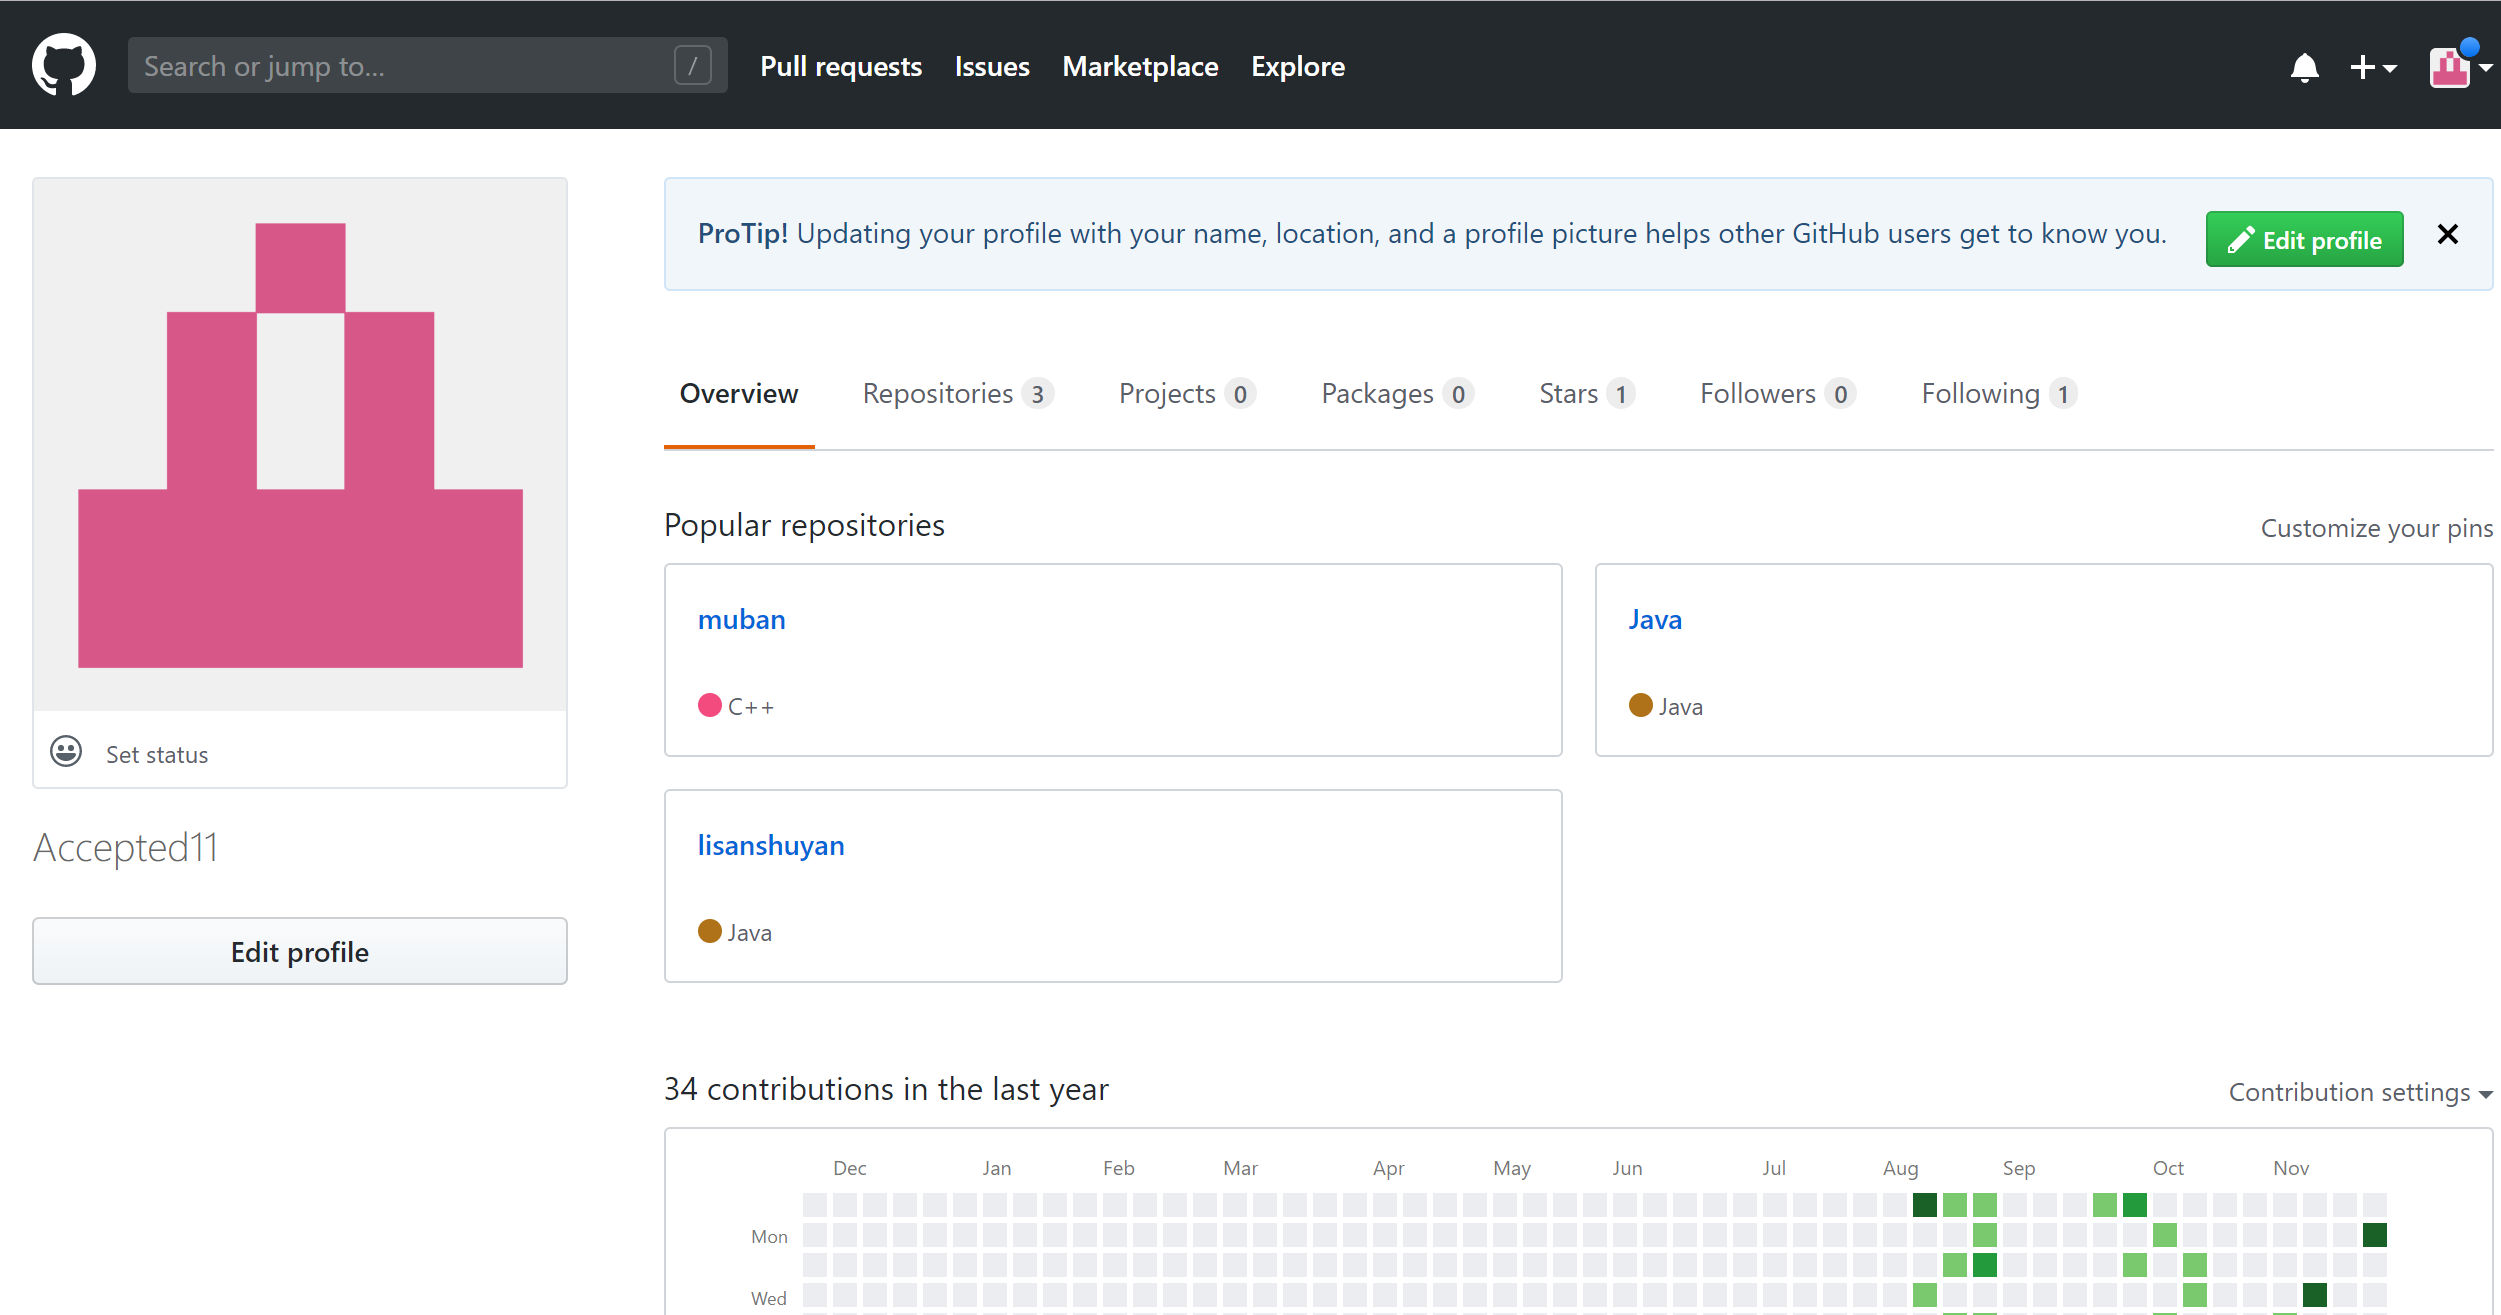 Search or jump to... /
Pull requests Issues Marketplace Explore
ProTip! Updating your profile with your name, location, and a profile picture helps other GitHub users get to know you.
Edit profile
Overview Repositories 3 Projects 0 Packages 0 Stars 1 Followers 0 Following 1
Popular repositories
Customize your pins
muban
C++
Java
Java
lisanshuyan
Java
Set status
Accepted11
Edit profile
34 contributions in the last year
Contribution settings
Dec Jan Feb Mar Apr May Jun Jul Aug Sep Oct Nov
Mon
Wed